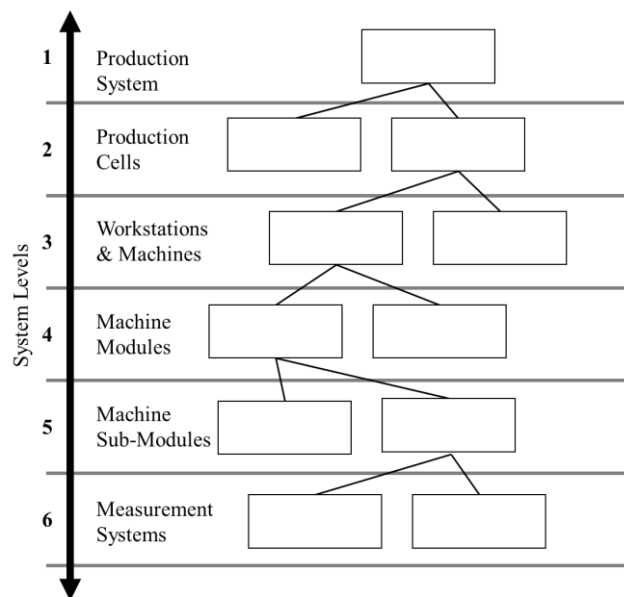 1
Production
System
2
Production
Cells
3
Workstations
& Machines
4
Machine
Modules
5
Machine
Sub-Modules
6
Measurement
Systems
System Levels